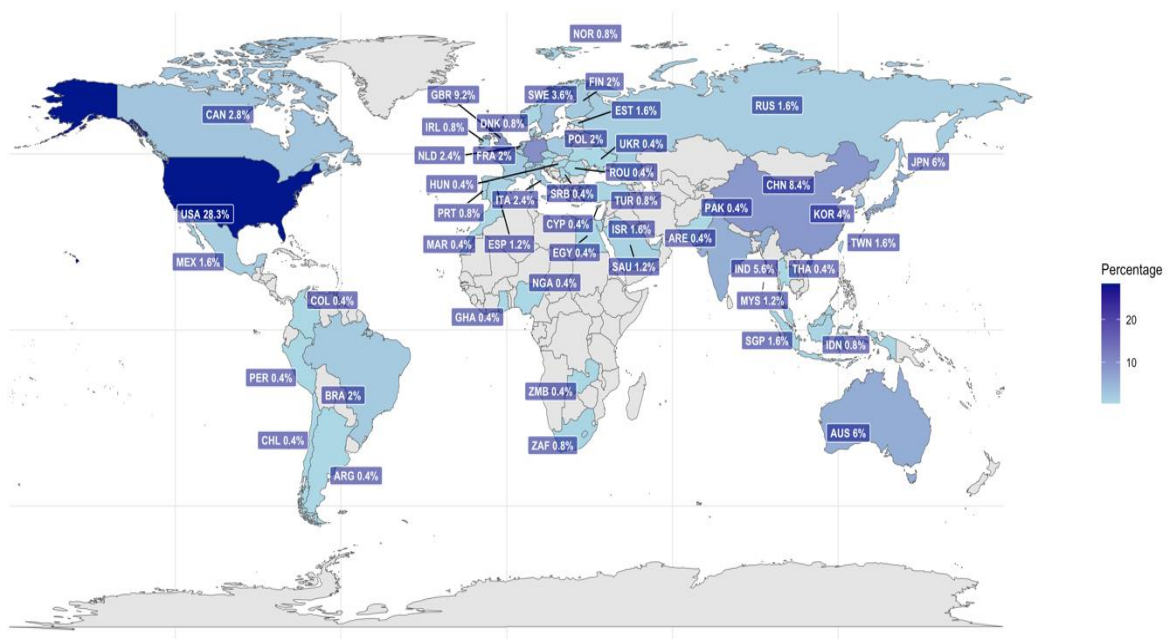 NOR 0.8%
GBR 9.2%
SWE 3.6%
FIN 2%
CAN 2.8%
IRL 0.8%
DNK 0.8%
EST 1.6%
RUS 1.6%
NLD 2.4%
FRA 2%
POL 2%
UKR 0.4%
JPN 6%
HUN 0.4%
ROU 0.4%
CHN 8.4%
ITA 2.4%
SRB 0.4%
TUR 0.8%
PAK 0.4%
KOR 4%
USA 28.3%
PRT 0.8%
CYP 0.4%
ISR 1.6%
ARE 0.4%
MAR 0.4%
ESP 1.2%
EGY 0.4%
TWN 1.6%
MEX 1.6%
SAU 1.2%
IND 5.6%
THA 0.4%
NGA 0.4%
COL 0.4%
MYS 1.2%
GHA 0.4%
SGP 1.6%
IDN 0.8%
PER 0.4%
BRA 2%
ZMB 0.4%
CHL 0.4%
ZAF 0.8%
AUS 6%
ARG 0.4%
Percentage
20
10